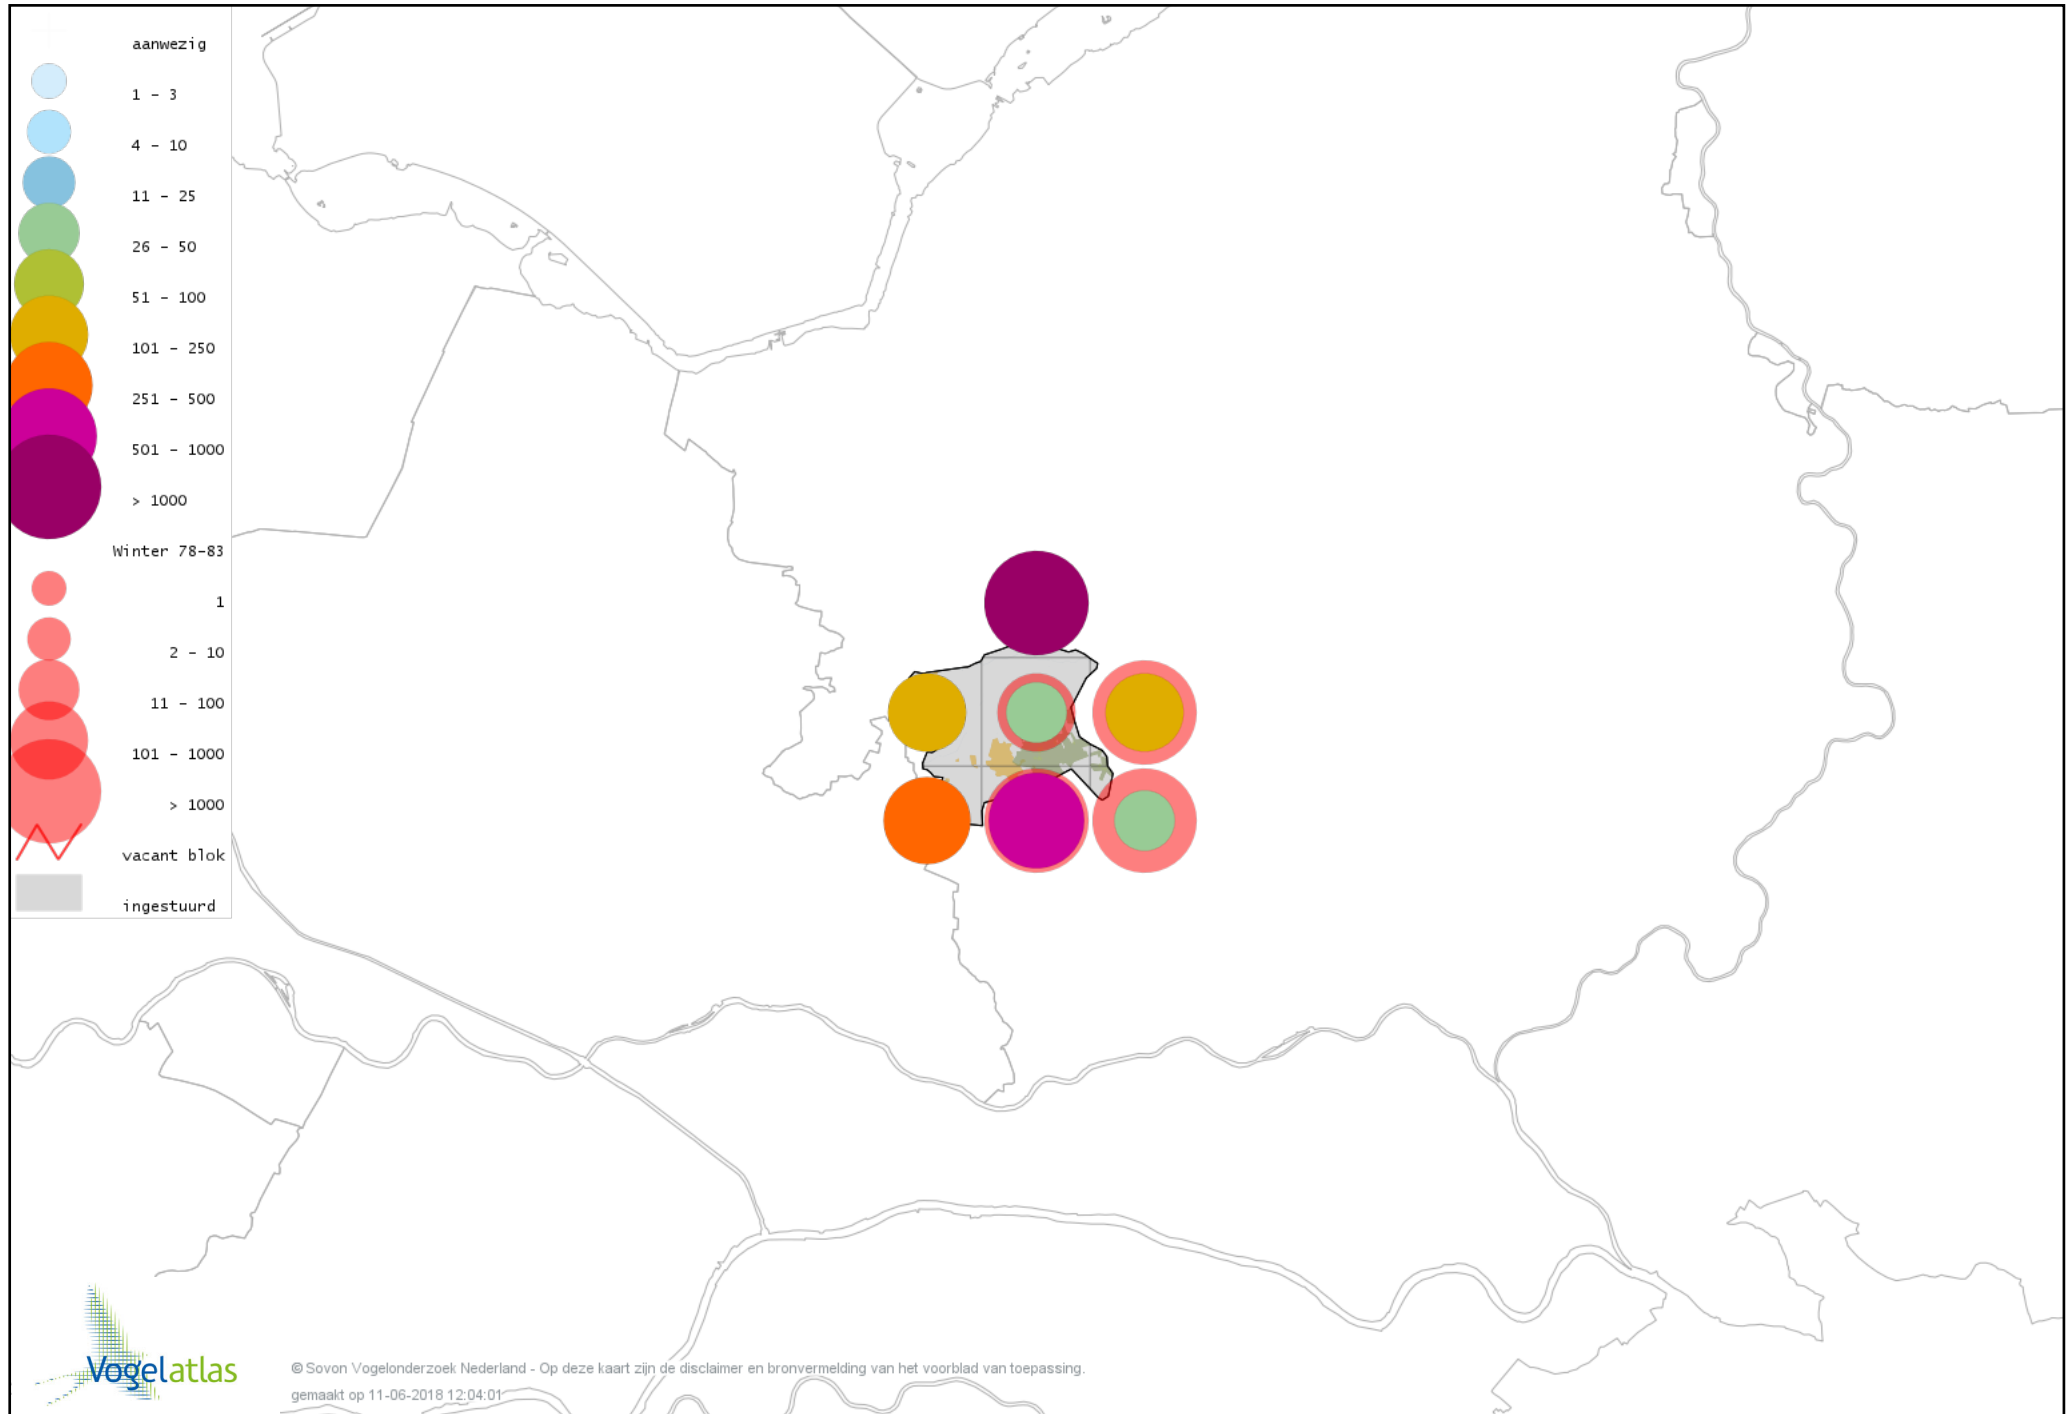 aanwezig
1 - 3
4 - 10
11 - 25
26 - 50
51 - 100
101 - 250
251 - 500
501 - 1000
> 1000
Winter 78-83
1
2 - 10
11 - 100
101 - 1000
> 1000
vacant blok
ingestuurd
Vogelatlas
© Sovon Vogelonderzoek Nederland - Op deze kaart zijn de disclaimer en bronvermelding van het voorblad van toepassing.
gemaakt op 11-06-2018 12:04:01